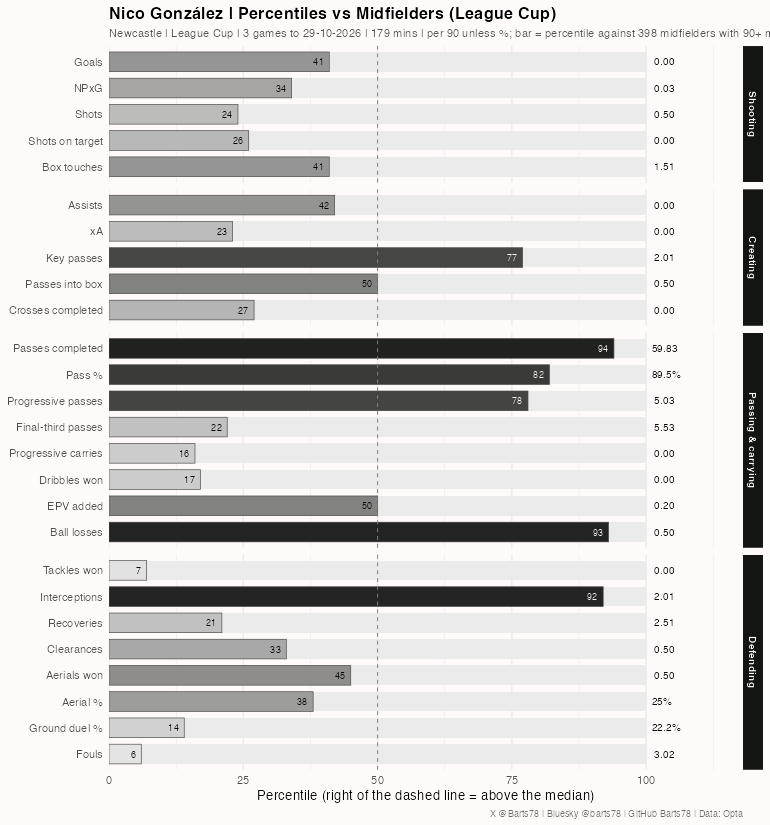 Nico González | Percentiles vs Midfielders (League Cup)
Newcastle | League Cup | 3 games to 29-10-2026 | 179 mins | per 90 unless %; bar = percentile against 398 midfielders with 90+ m
Goals 41 0.00
NPxG 34 0.03
Shots 24 0.50
Shots on target 26 0.00
Box touches 41 1.51
Shooting
Assists 42 0.00
xA 23 0.00
Key passes 77 2.01
Passes into box 50 0.50
Crosses completed 27 0.00
Creating
Passes completed 94 59.83
Pass % 82 89.5%
Progressive passes 78 5.03
Final-third passes 22 5.53
Progressive carries 16 0.00
Dribbles won 17 0.00
EPV added 50 0.20
Ball losses 93 0.50
Passing & carrying
Tackles won 7 0.00
Interceptions 92 2.01
Recoveries 21 2.51
Clearances 33 0.50
Aerials won 45 0.50
Aerial % 38 25%
Ground duel % 14 22.2%
Fouls 6 3.02
Defending
0 25 50 75 100
Percentile (right of the dashed line = above the median)
X @Barts78 | Bluesky @barts78 | GitHub Barts78 | Data: Opta